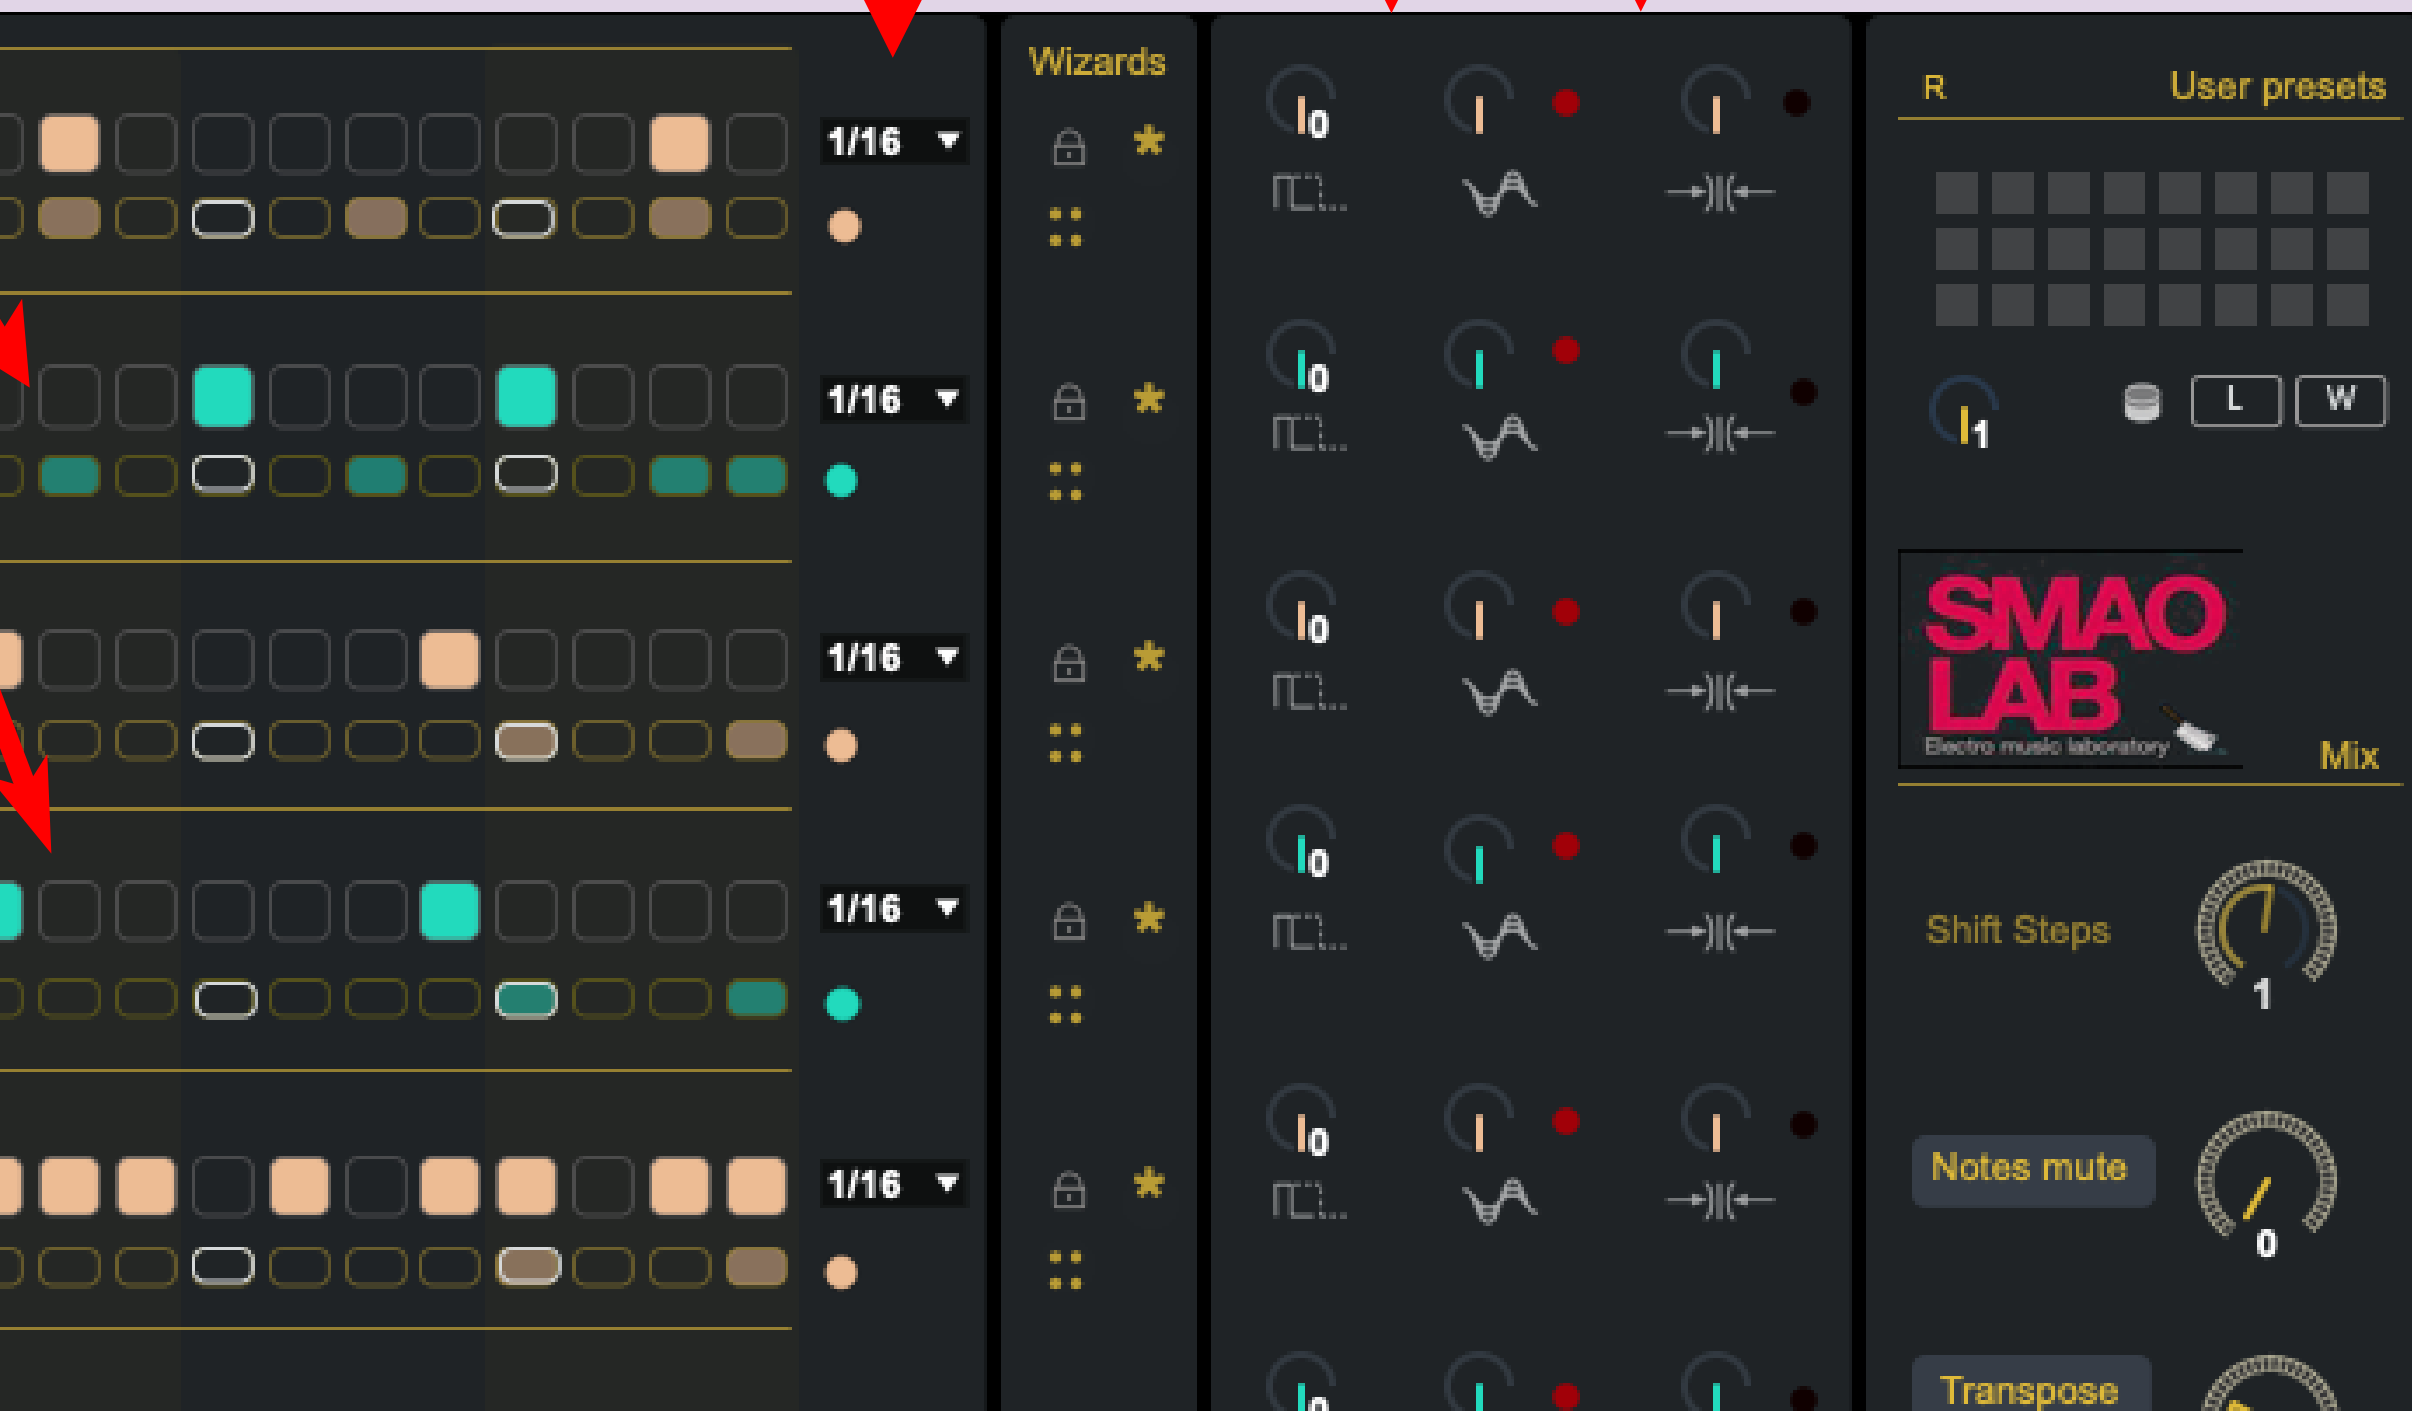 Wizards
R User presets
1/16 * 0
1/16 * 0
1 L W
1/16 * 0
SMAO
LAB
Electro music laboratory
Mix
1/16 * 0
Shift Steps
1
1/16 * 0
Notes mute
0
Transpose
0